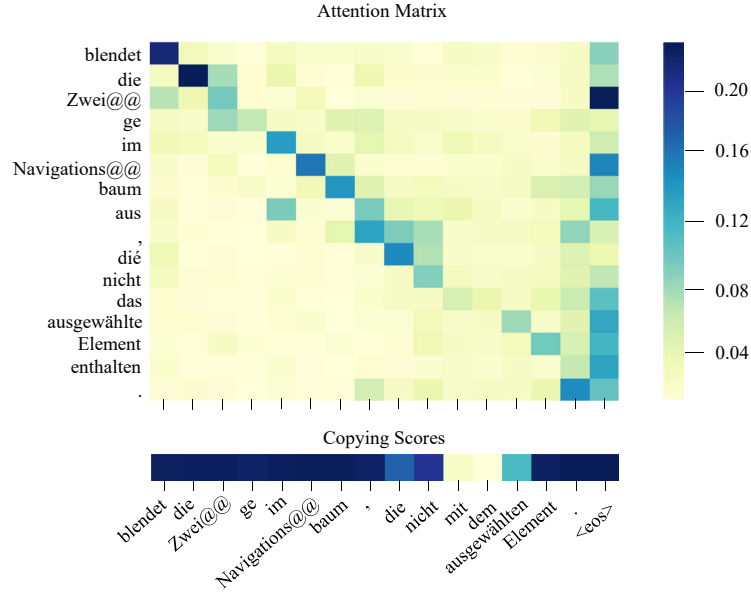 Attention Matrix
blendet
die
Zwei@@
ge
im
Navigations@@
baum
aus
,
dié
nicht
das
ausgewählte
Element
enthalten
.
0.20
0.16
0.12
0.08
0.04
Copying Scores
blendet
die
Zwei@@
ge
im
Navigations@@
baum
,
die
nicht
mit
dem
ausgewählten
Element
.
<eos>